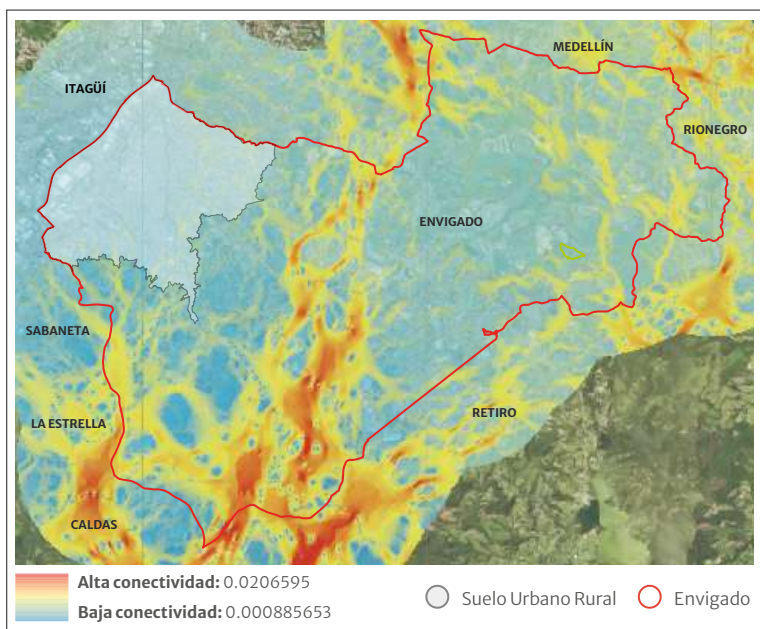 MEDELLÍN
ITAGÜÍ
RIONEGRO
ENVIGADO
SABANETA
RETIRO
LA ESTRELLA
CALDAS
Alta conectividad: 0.0206595
Baja conectividad: 0.000885653
Suelo Urbano Rural
Envigado